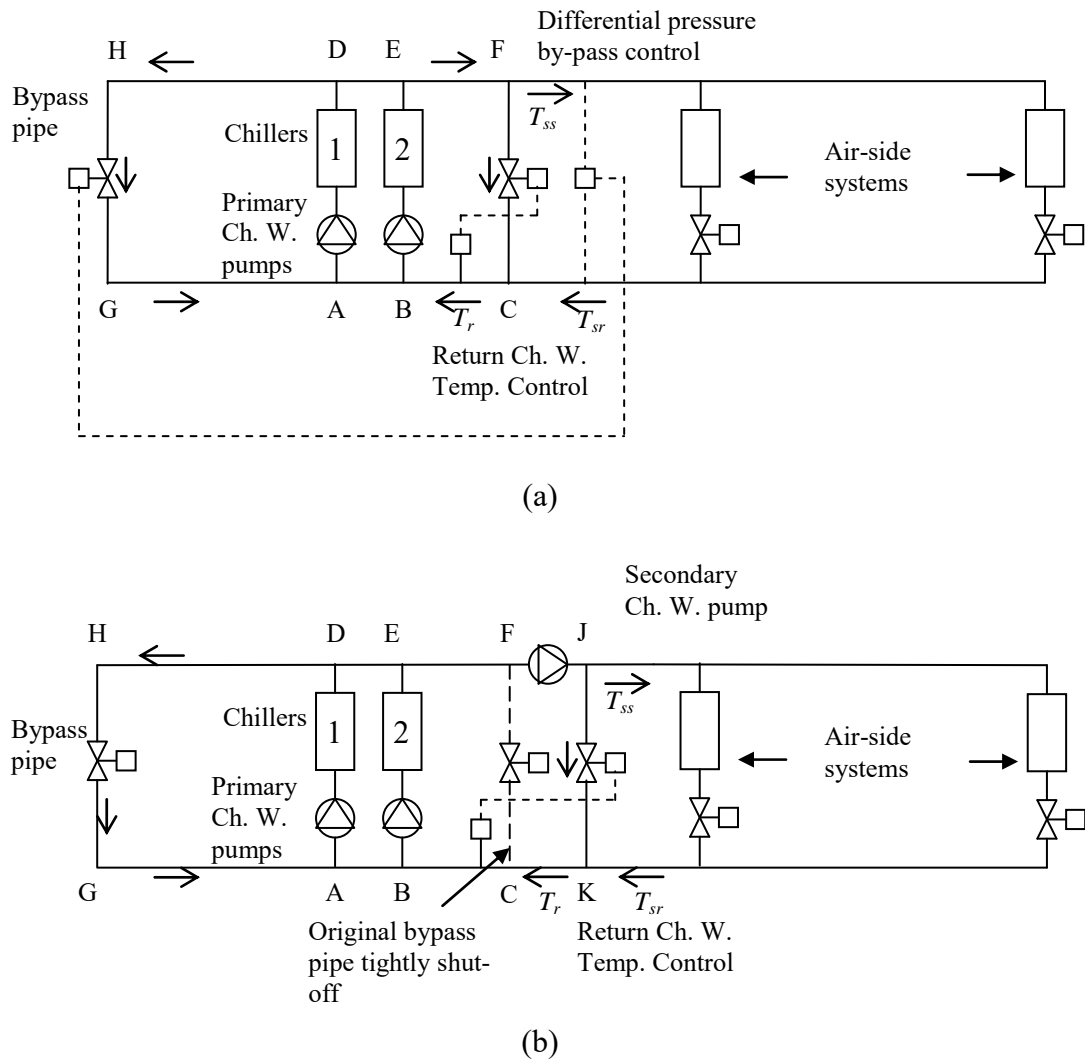 Differential pressure
by-pass control
H
D
E
F
Bypass
pipe
T_ss
Chillers
1
2
Air-side
systems
Primary
Ch. W.
pumps
G
A
B
T_r
C
T_sr
Return Ch. W.
Temp. Control
(a)
Secondary
Ch. W. pump
H
D
E
F
J
T_ss
Chillers
1
2
Bypass
pipe
Air-side
systems
Primary
Ch. W.
pumps
G
A
B
C
T_r
K
T_sr
Original bypass
pipe tightly shut-
off
Return Ch. W.
Temp. Control
(b)